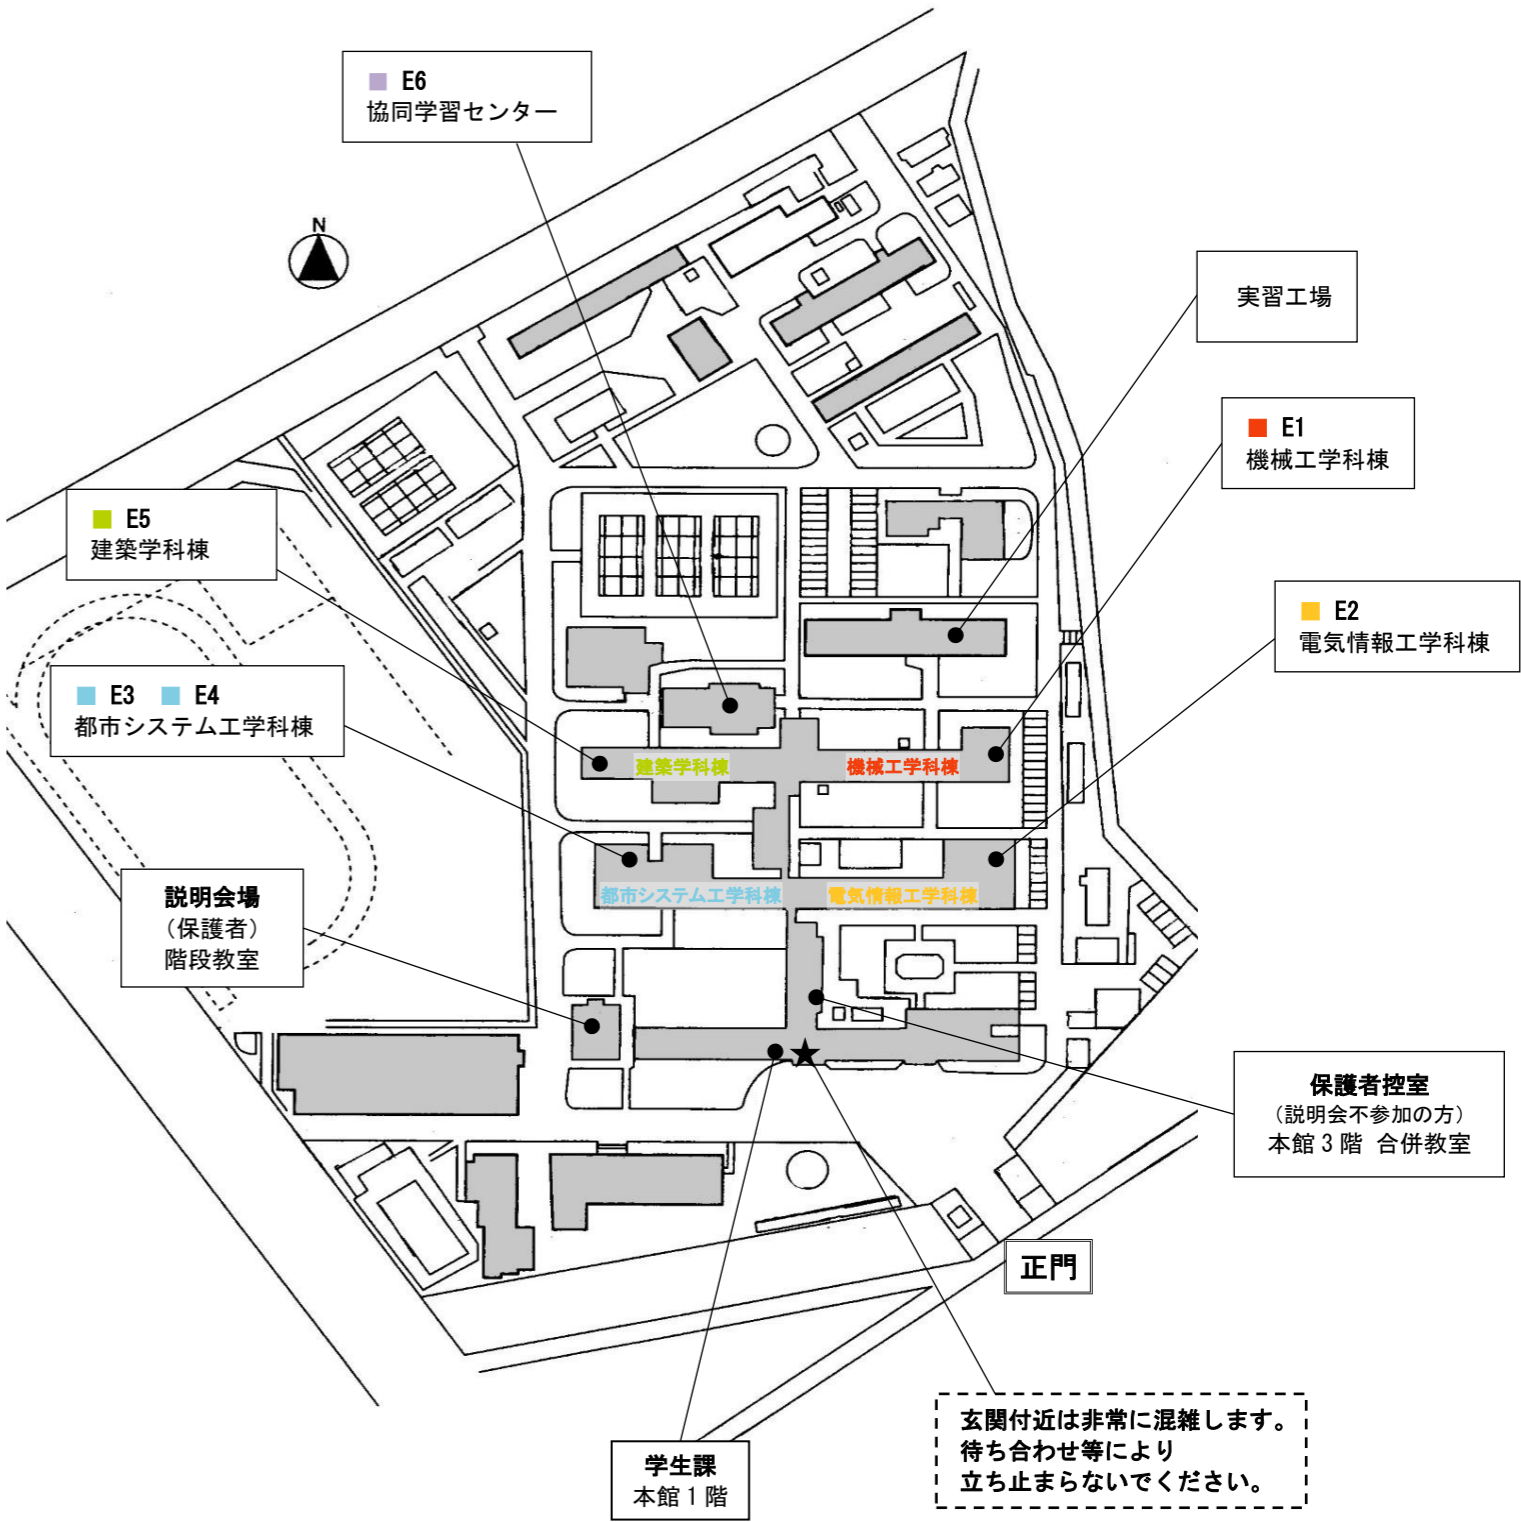 ■ E6
協同学習センター
N
実習工場
■ E1
機械工学科棟
■ E5
建築学科棟
■ E2
電気情報工学科棟
■ E3 ■ E4
都市システム工学科棟
建築学科棟
機械工学科棟
都市システム工学科棟
電気情報工学科棟
説明会場
（保護者）
階段教室
保護者控室
（説明会不参加の方）
本館３階 合併教室
正門
玄関付近は非常に混雑します。
待ち合わせ等により
立ち止まらないでください。
学生課
本館１階